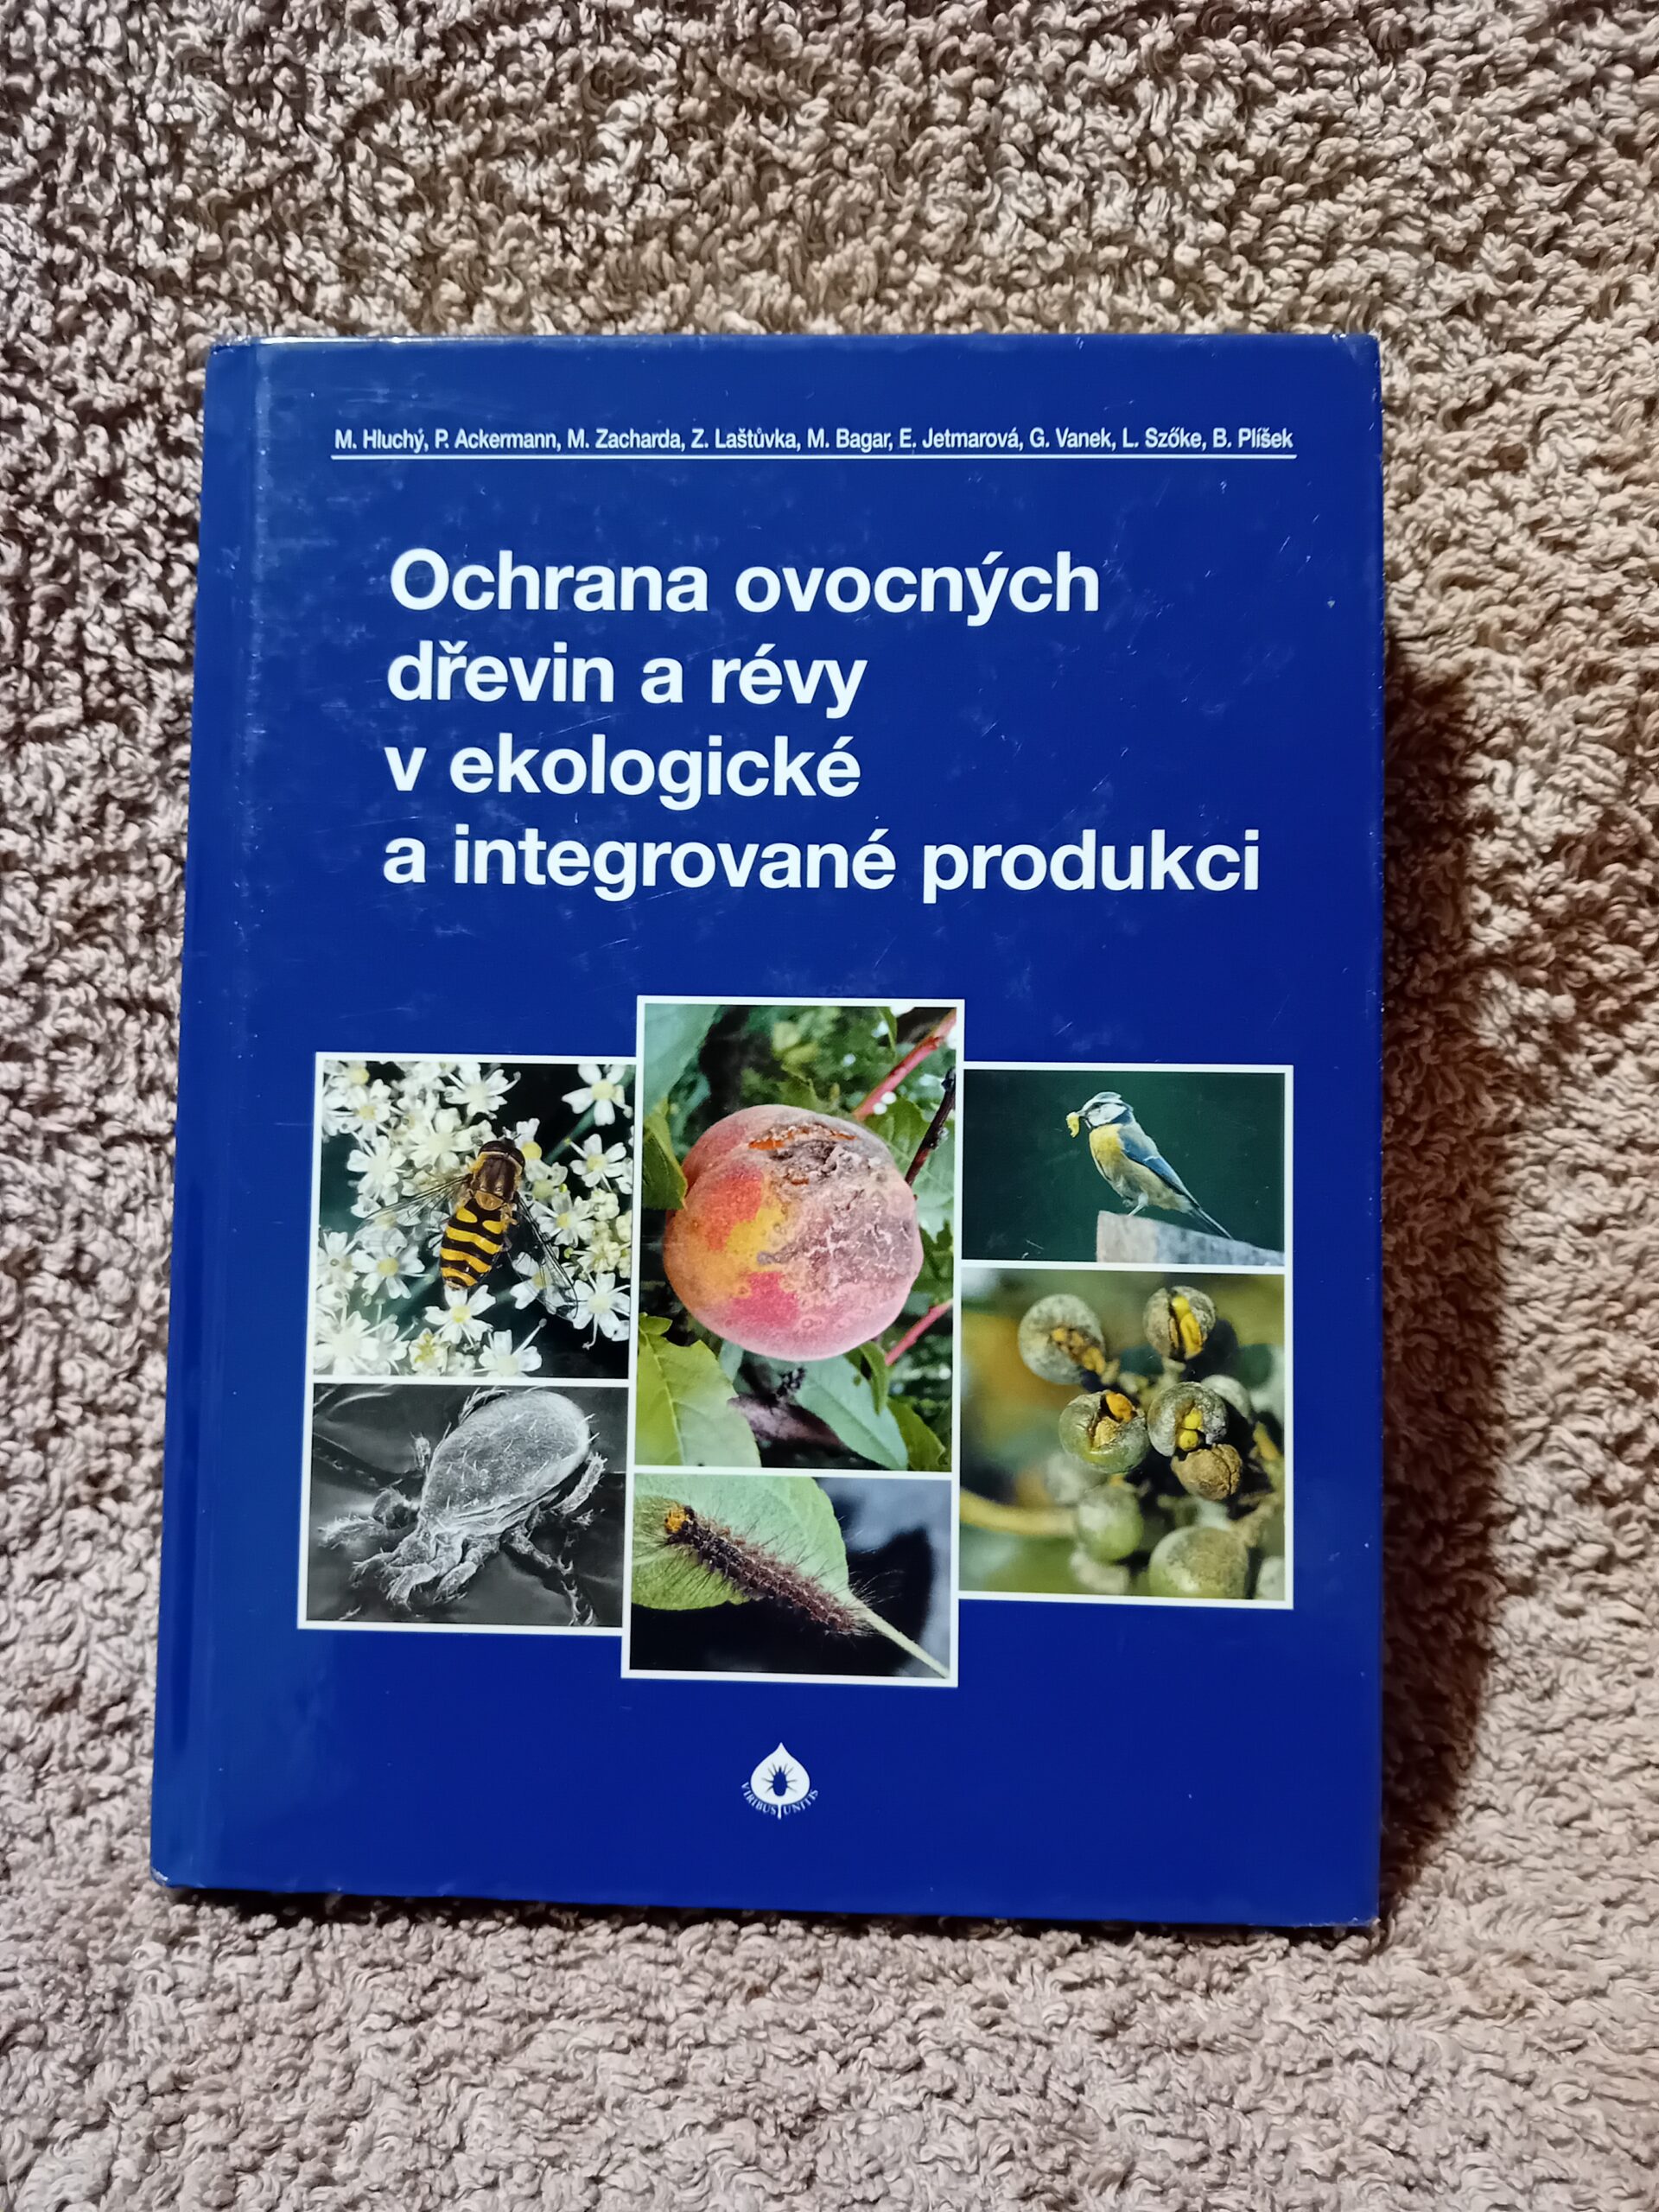 M. Hluchý, P. Ackermann, M. Zacharda, Z. Laštůvka, M. Bagar, E. Jetmarová, G. Vanek, L. Szőke, B. Plíšek
Ochrana ovocných
dřevin a révy
v ekologické
a integrované produkci
VIRIBUS UNITIS